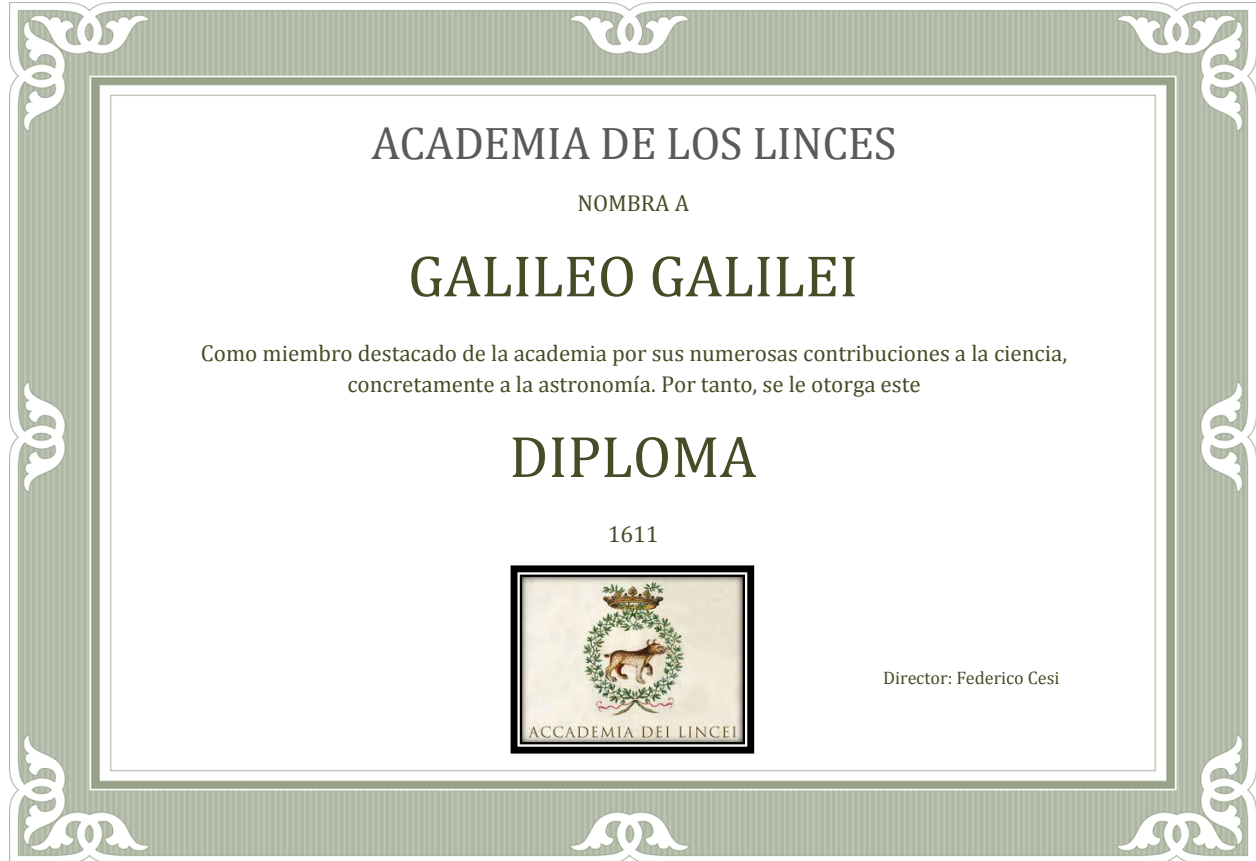 ACADEMIA DE LOS LINCES
NOMBRA A
GALILEO GALILEI
Como miembro destacado de la academia por sus numerosas contribuciones a la ciencia,
concretamente a la astronomía. Por tanto, se le otorga este
DIPLOMA
1611
ACCADEMIA DEI LINCEI
Director: Federico Cesi